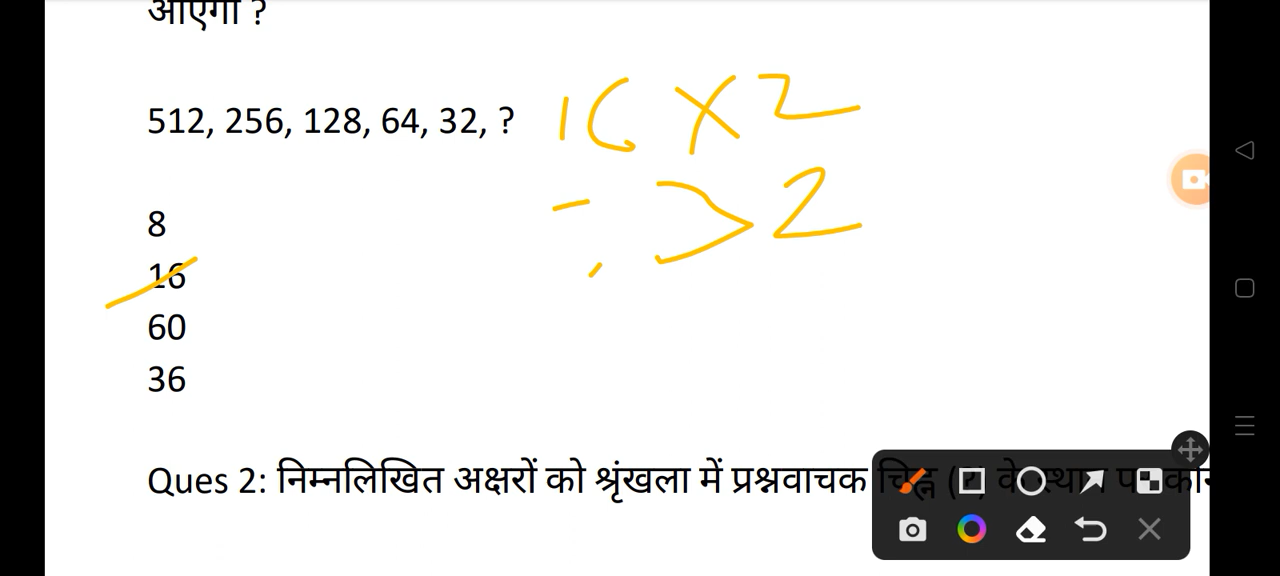 आएगा ?
512, 256, 128, 64, 32, ? 16 X 2
= > 2
8
16
60
36
Ques 2: निम्नलिखित अक्षरों को श्रृंखला में प्रश्नवाचक चिह्न (?) के स्थान पर